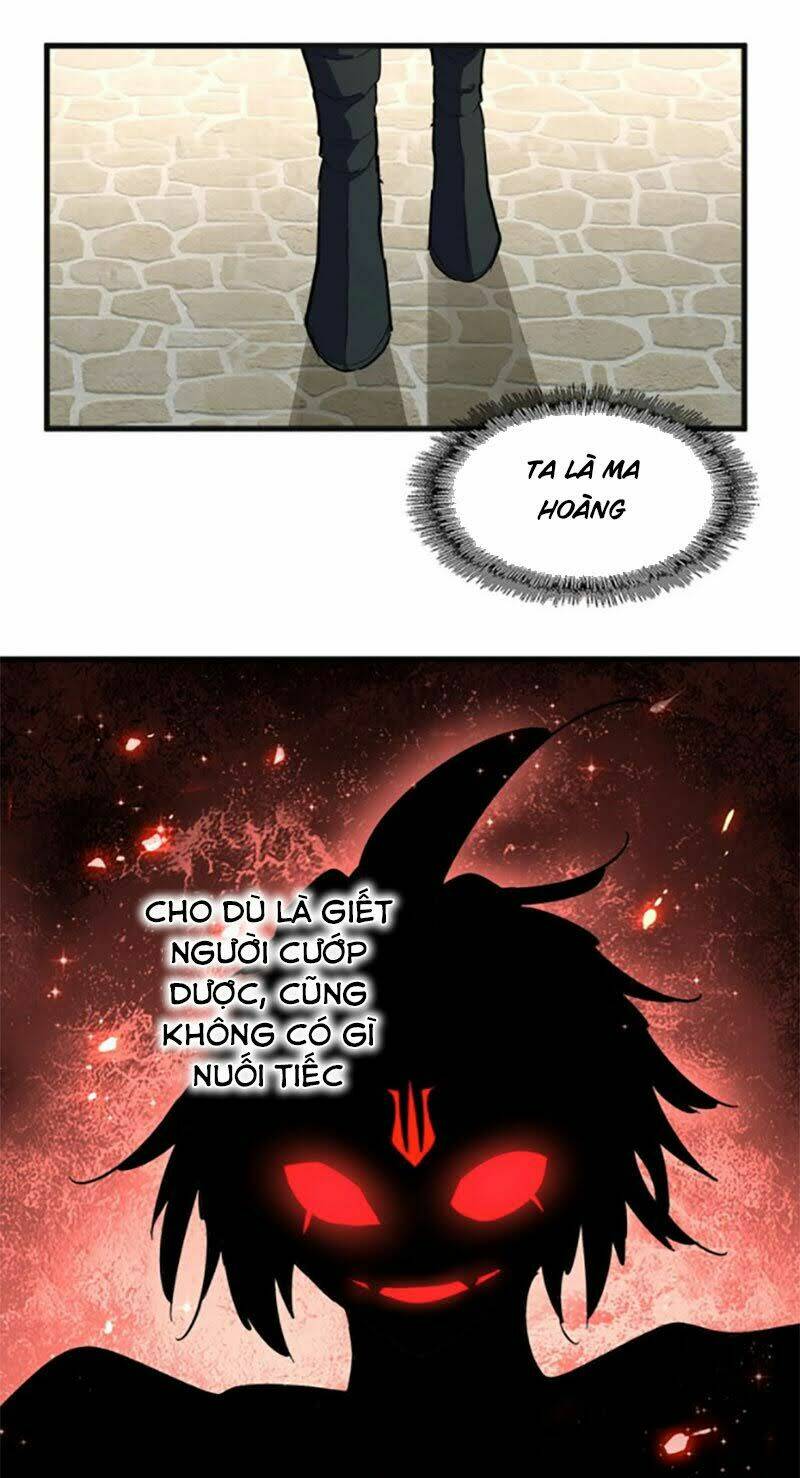 TA LÀ MA
HOÀNG
CHO DÙ LÀ GIẾT
NGƯỜI CƯỚP
DƯỢC, CŨNG
KHÔNG CÓ GÌ
NUỐI TIẾC